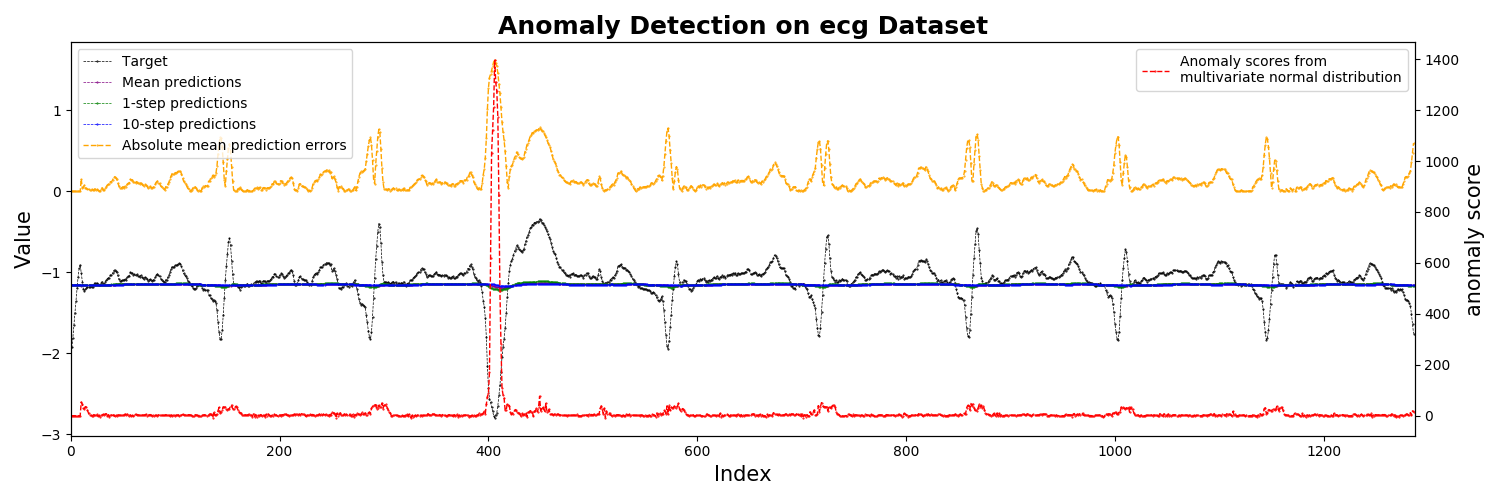 Anomaly Detection on ecg Dataset
Target
Mean predictions
1-step predictions
10-step predictions
Absolute mean prediction errors
Anomaly scores from
multivariate normal distribution
Value
1
0
−1
−2
−3
1400
1200
1000
800
600
400
200
0
anomaly score
0
200
400
600
800
1000
1200
Index